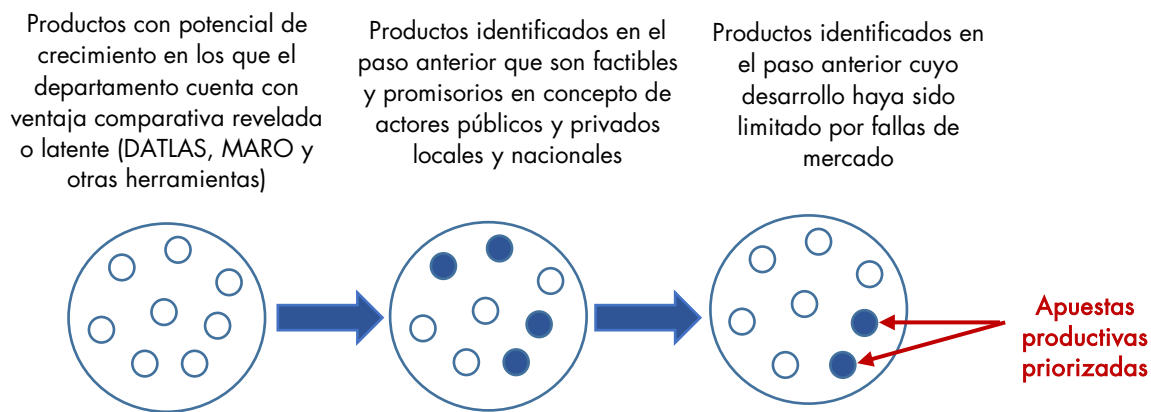 Productos con potencial de
crecimiento en los que el
departamento cuenta con
ventaja comparativa revelada
o latente (DATLAS, MARO y
otras herramientas)
Productos identificados en el
paso anterior que son factibles
y promisorios en concepto de
actores públicos y privados
locales y nacionales
Productos identificados en
el paso anterior cuyo
desarrollo haya sido
limitado por fallas de
mercado
Apuestas
productivas
priorizadas